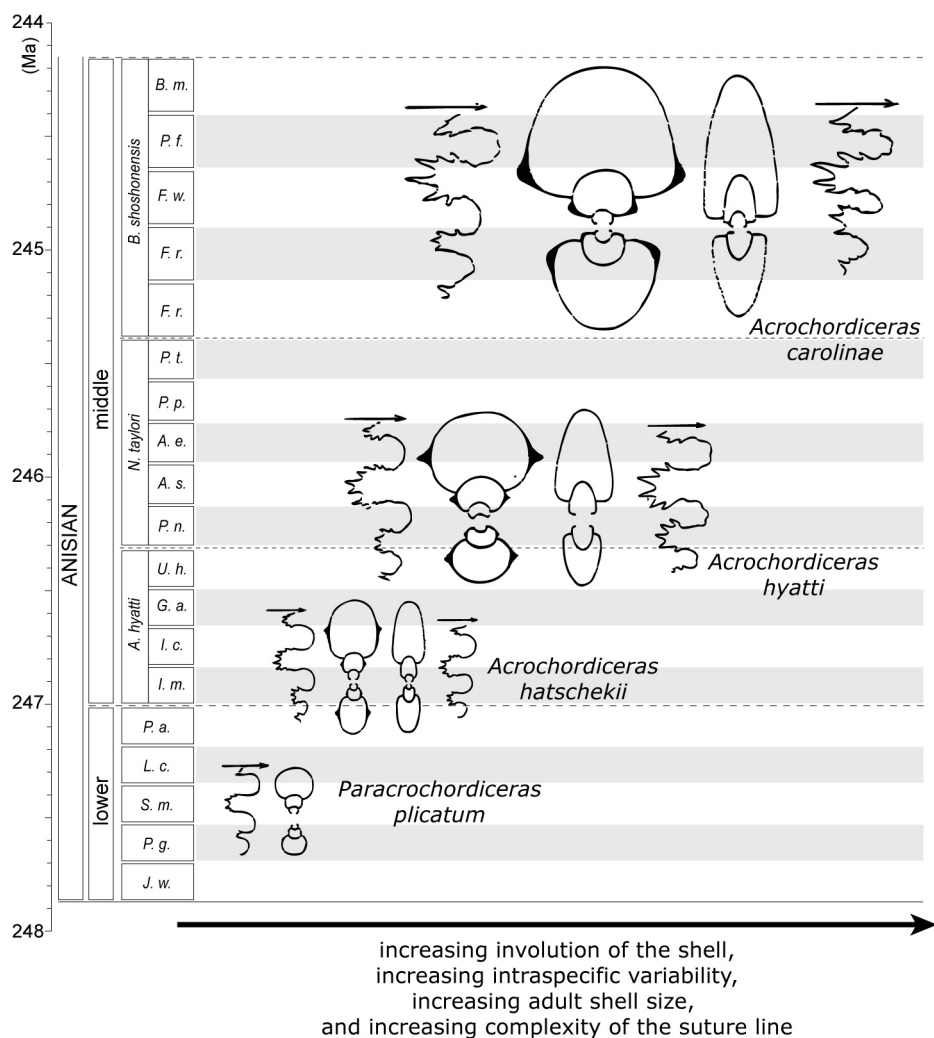 244
(Ma)
245
246
247
248
ANISIAN
middle
lower
B. shoshonensis
N. taylori
A. hyatti
B. m.
P. f.
F. w.
F. r.
F. r.
P. t.
P. p.
A. e.
A. s.
P. n.
U. h.
G. a.
I. c.
I. m.
P. a.
L. c.
S. m.
P. g.
J. w.
Acrochordiceras
carolinae
Acrochordiceras
hyatti
Acrochordiceras
hatschekii
Paracrochordiceras
plicatum
increasing involution of the shell,
increasing intraspecific variability,
increasing adult shell size,
and increasing complexity of the suture line